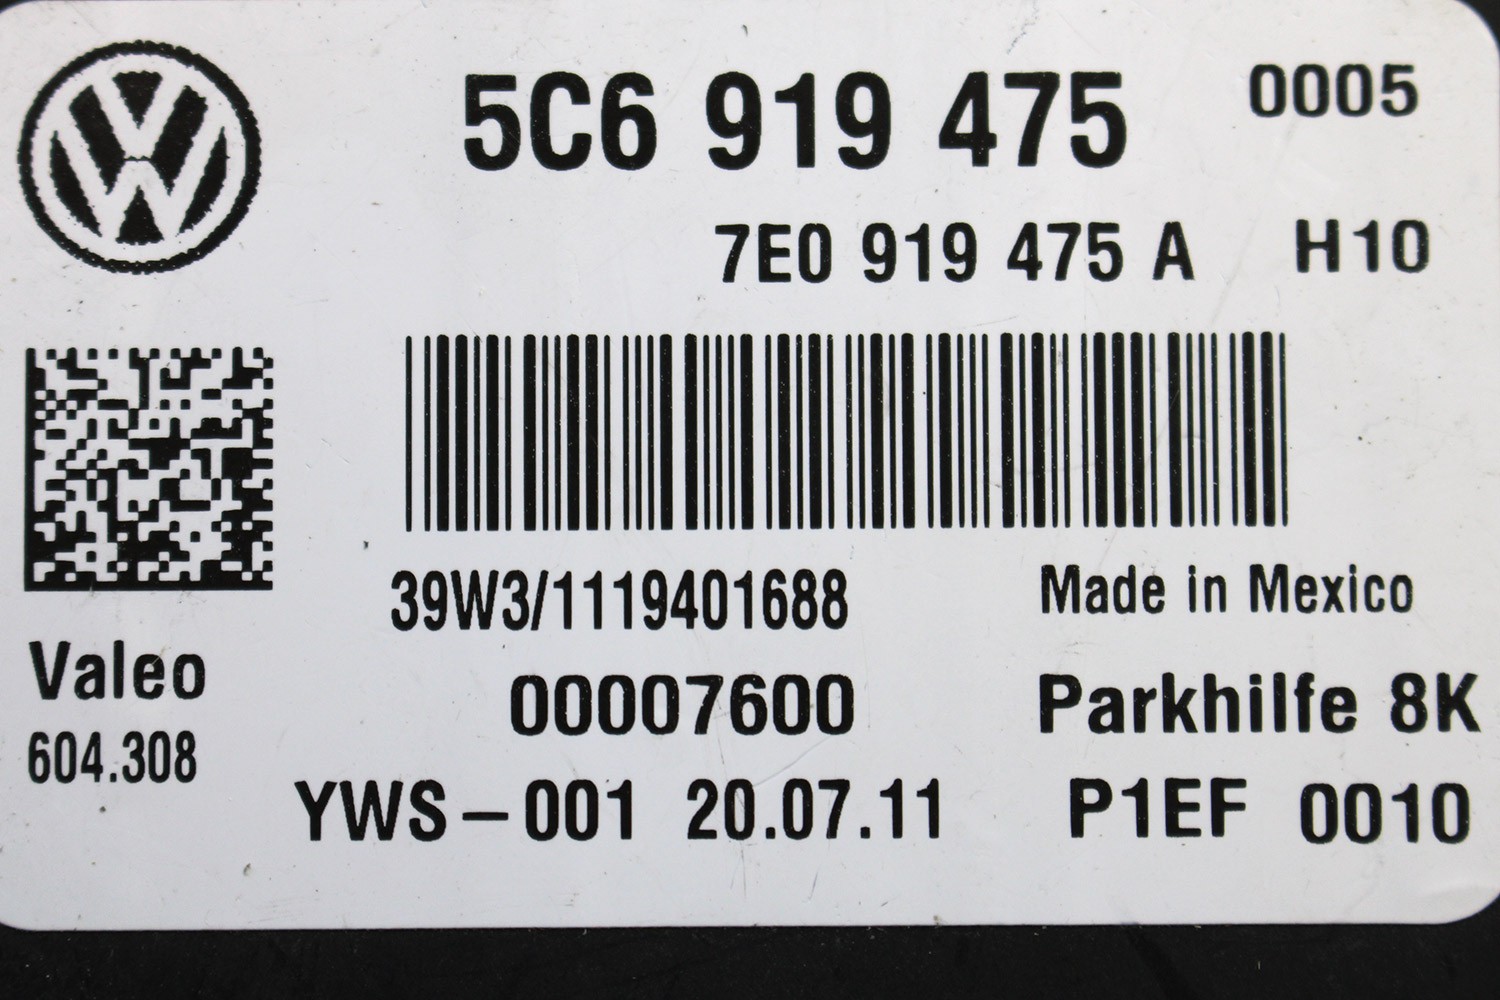 5C6 919 475 0005
7E0 919 475 A H10
39W3/1119401688 Made in Mexico
Valeo 00007600 Parkhilfe 8K
604.308
YWS-001 20.07.11 P1EF 0010